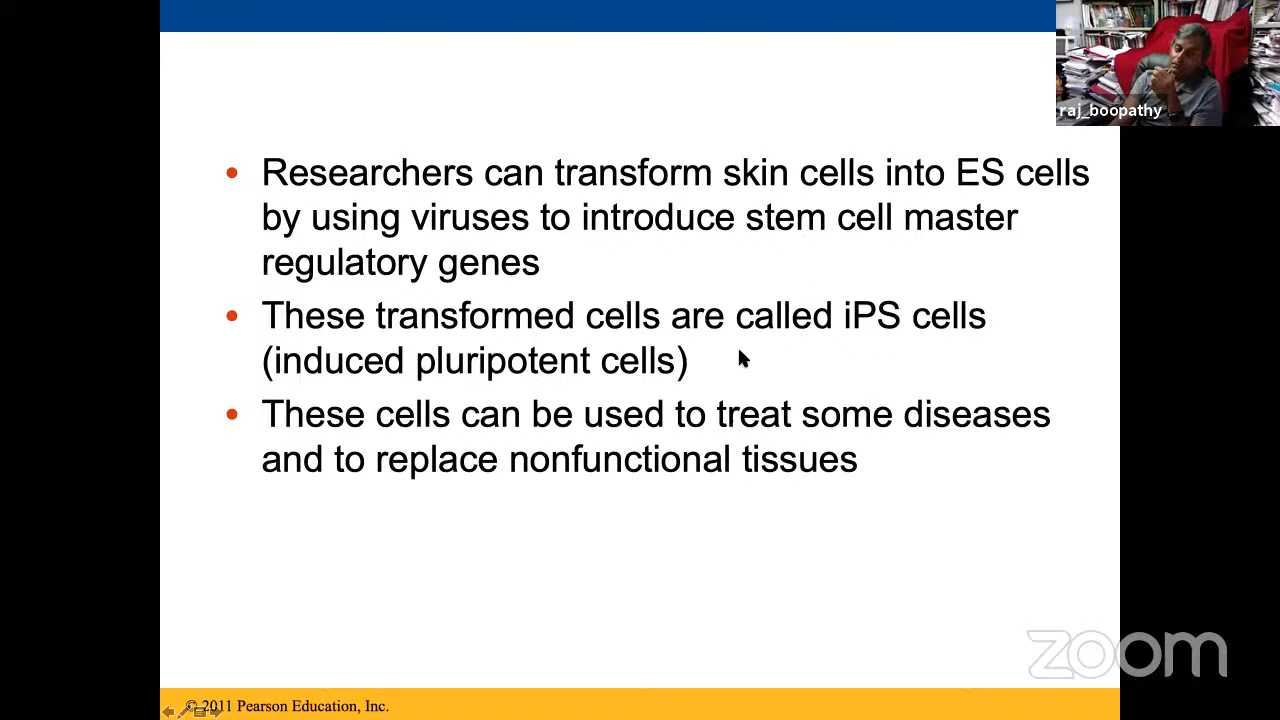 raj_boopathy
• Researchers can transform skin cells into ES cells
by using viruses to introduce stem cell master
regulatory genes
• These transformed cells are called iPS cells
(induced pluripotent cells)
• These cells can be used to treat some diseases
and to replace nonfunctional tissues
zoom
© 2011 Pearson Education, Inc.